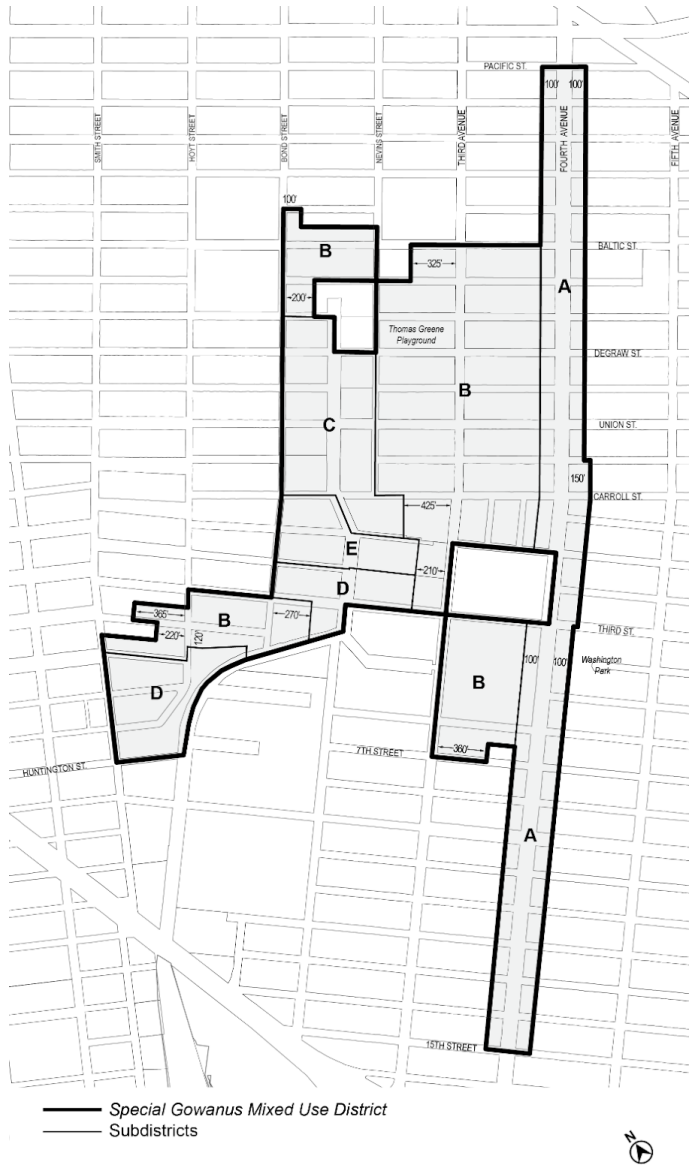 PACIFIC ST.
100' 100'
SMITH STREET
HOYT STREET
BOND STREET
NEVINS STREET
THIRD AVENUE
FOURTH AVENUE
FIFTH AVENUE
100'
B
325'
BALTIC ST.
A
200'
Thomas Greene
Playground
DEGRAW ST.
B
C
UNION ST.
150'
CARROLL ST.
425'
E
210'
D
365'
B
270'
220'
120'
THIRD ST.
100' 100'
Washington
Park
D
B
360'
7TH STREET
HUNTINGTON ST.
A
15TH STREET
Special Gowanus Mixed Use District
Subdistricts
N